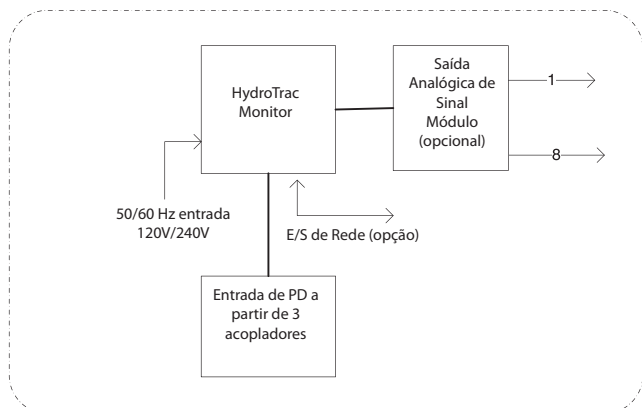 HydroTrac
Monitor
Saída
Analógica de
Sinal
Módulo
(opcional)
1
8
50/60 Hz entrada
120V/240V
E/S de Rede (opção)
Entrada de PD a
partir de 3
acopladores